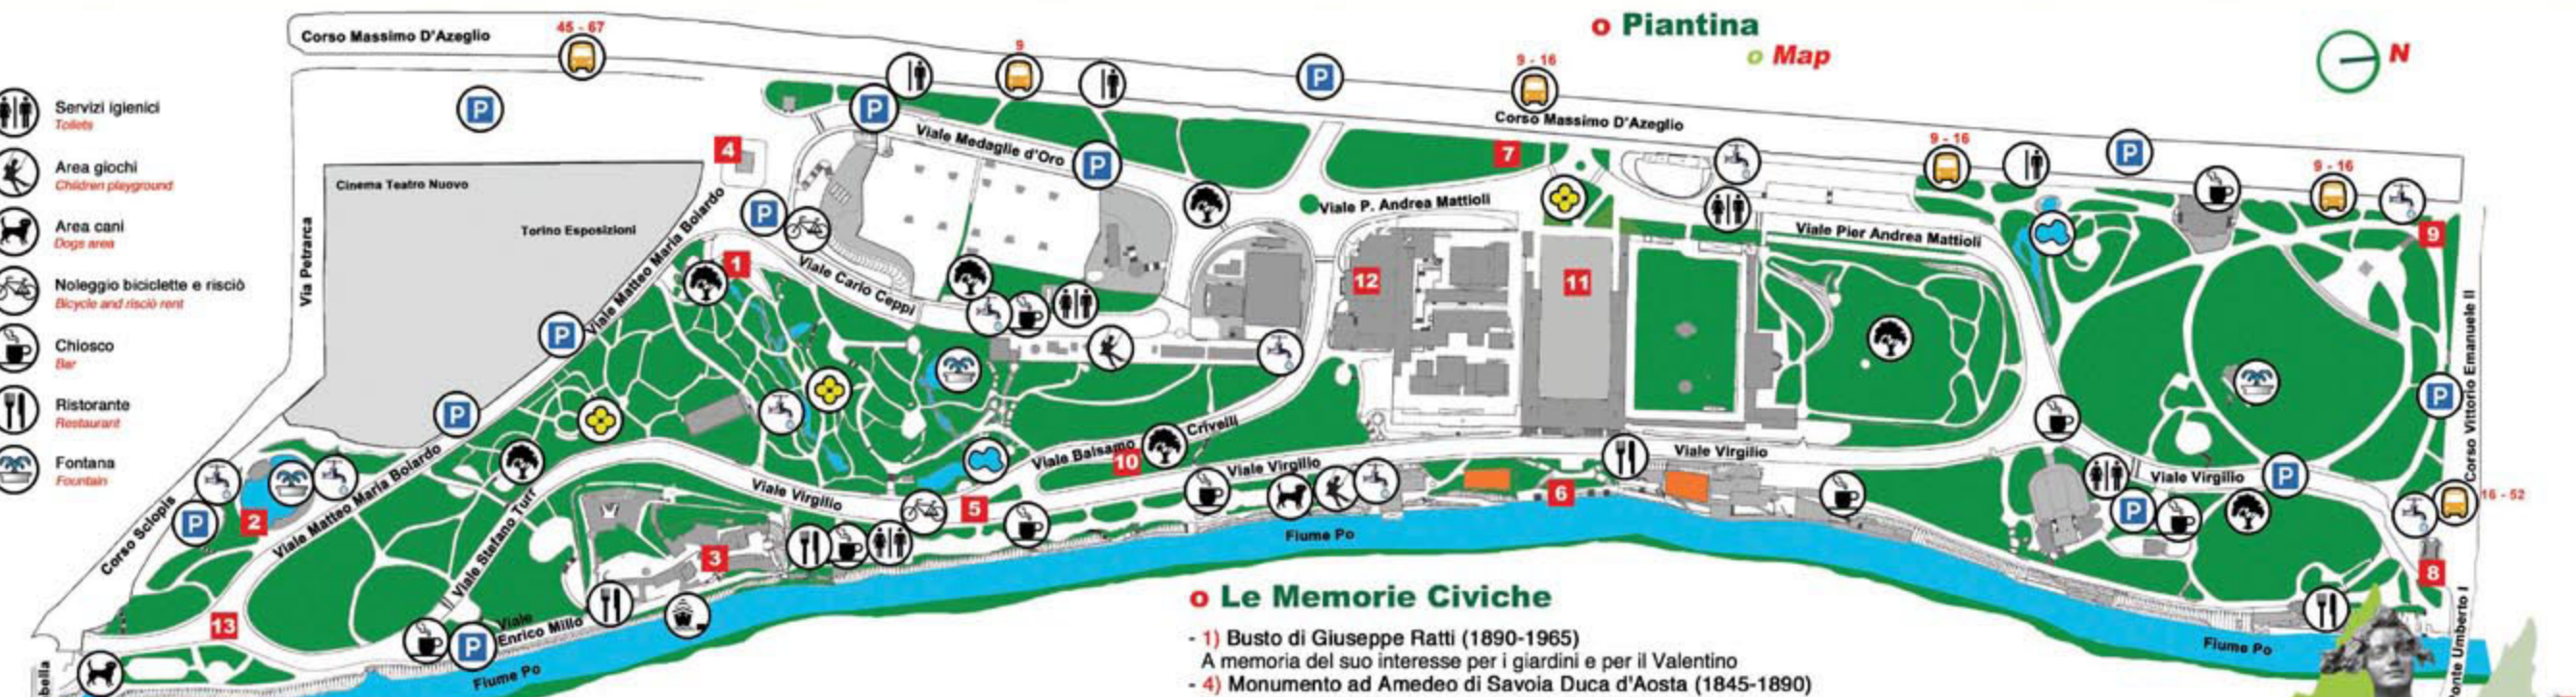 Corso Massimo D'Azeglio
45 - 67
9
9 - 16
o Piantina
o Map
N
Corso Massimo D'Azeglio
9 - 16
9 - 16
Servizi igienici
Toilets
Area giochi
Children playground
Area cani
Dogs area
Noleggio biciclette e risciò
Bicycle and risciò rent
Chiosco
Bar
Ristorante
Restaurant
Fontana
Fountain
P
P
P
P
P
P
P
P
P
P
P
P
P
P
Cinema Teatro Nuovo
Torino Esposizioni
Via Petrarca
Viale Matteo Maria Boiardo
Viale Medaglie d'Oro
Viale P. Andrea Mattioli
Viale Pier Andrea Mattioli
Viale Carlo Ceppi
4
7
9
1
12
11
Corso Vittorio Emanuele II
Viale Balsamo Crivelli
10
Viale Virgilio
Viale Virgilio
Viale Virgilio
Viale Virgilio
16 - 52
Corso Sclopis
2
Viale Matteo Maria Boiardo
Viale Stefano Turr
5
6
3
8
13
Viale
Enrico Millo
Fiume Po
Fiume Po
Fiume Po
bella
onte Umberto I
o Le Memorie Civiche
- 1) Busto di Giuseppe Ratti (1890-1965)
A memoria del suo interesse per i giardini e per il Valentino
- 4) Monumento ad Amedeo di Savoia Duca d'Aosta (1845-1890)